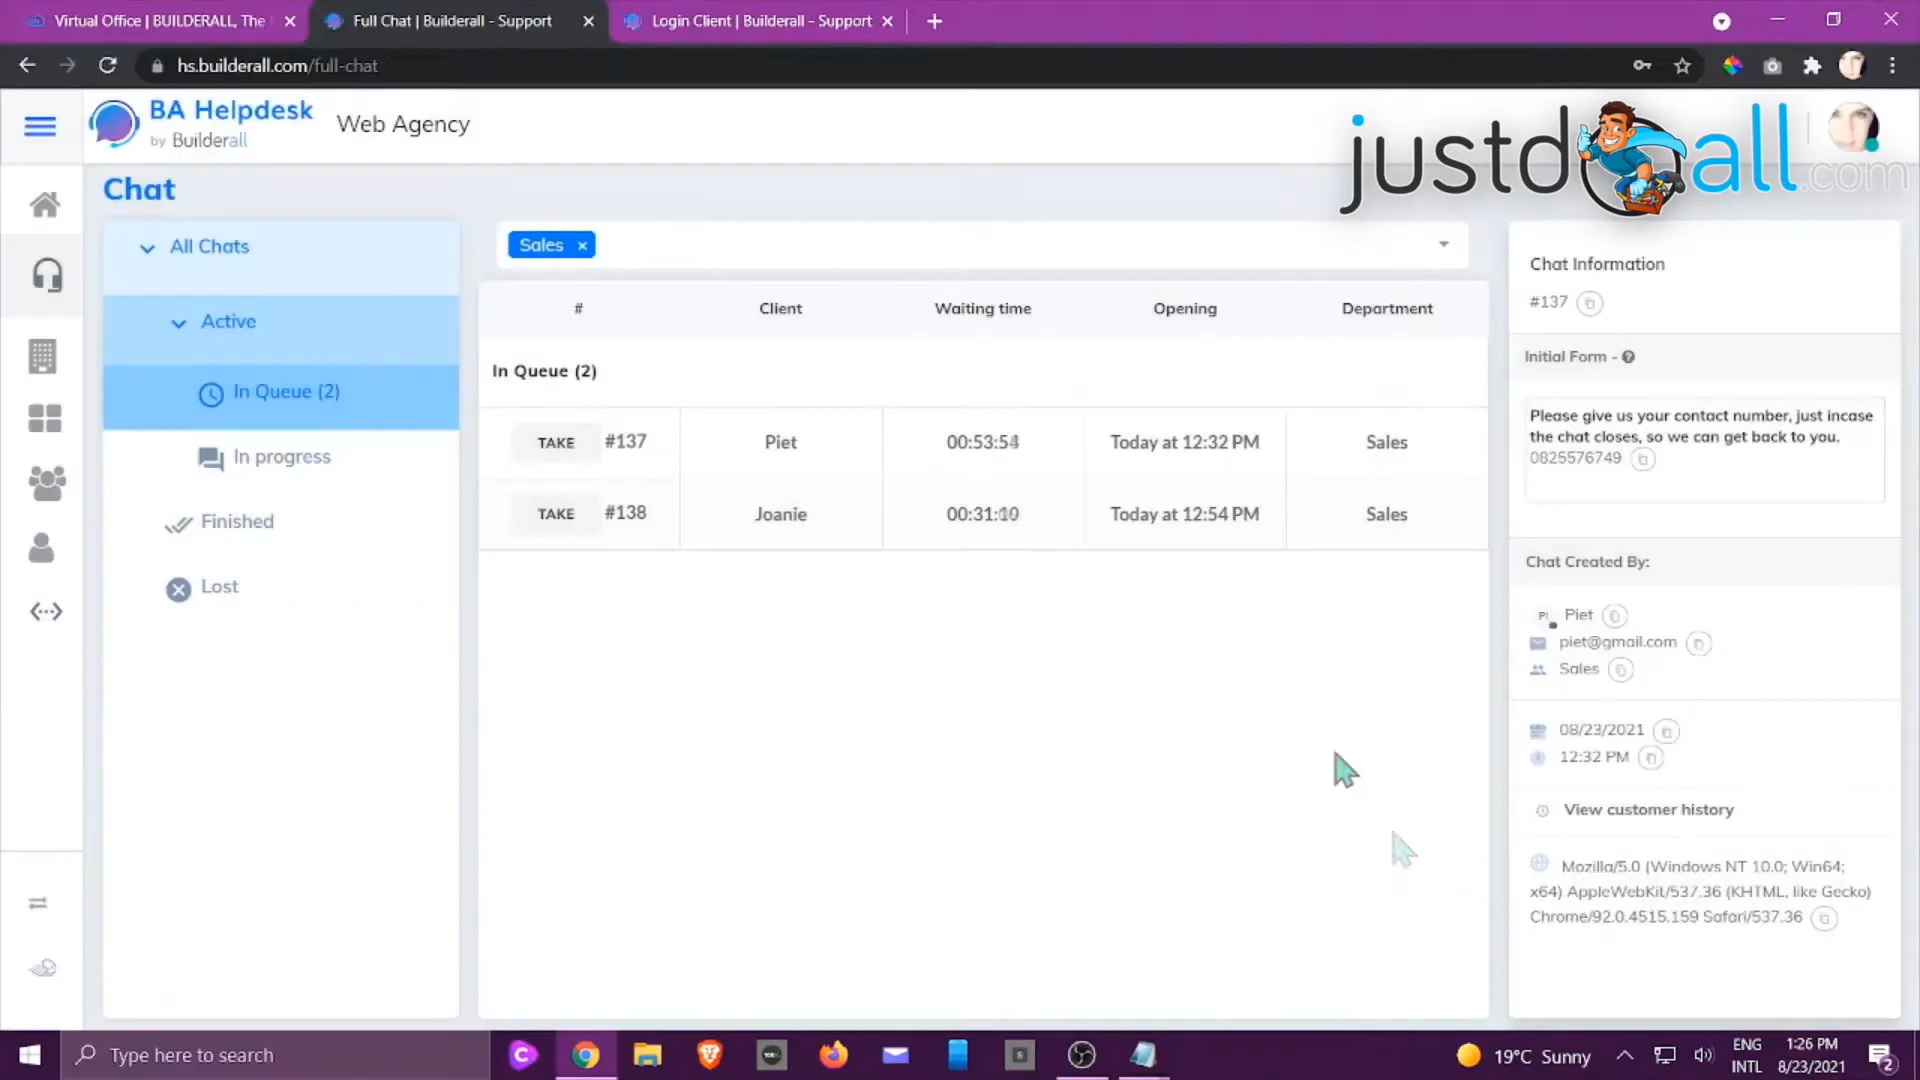 Virtual Office | BUILDERALL, The
Full Chat | Builderall - Support
Login Client | Builderall - Support
hs.builderall.com/full-chat
BA Helpdesk
by Builderall
Web Agency
justdoall.com
Chat
All Chats
Active
In Queue (2)
In progress
Finished
Lost
Sales ×
# Client Waiting time Opening Department
In Queue (2)
TAKE #137 Piet 00:53:54 Today at 12:32 PM Sales
TAKE #138 Joanie Today at 12:54 PM Sales
Chat Information
#137
Initial Form -
Please give us your contact number, just incase
the chat closes, so we can get back to you.
0825576749
Chat Created By:
PI Piet
piet@gmail.com
Sales
08/23/2021
12:32 PM
View customer history
Mozilla/5.0 (Windows NT 10.0; Win64;
x64) AppleWebKit/537.36 (KHTML, like Gecko)
Chrome/92.0.4515.159 Safari/537.36
Type here to search
19°C Sunny
ENG
INTL
1:26 PM
8/23/2021
2